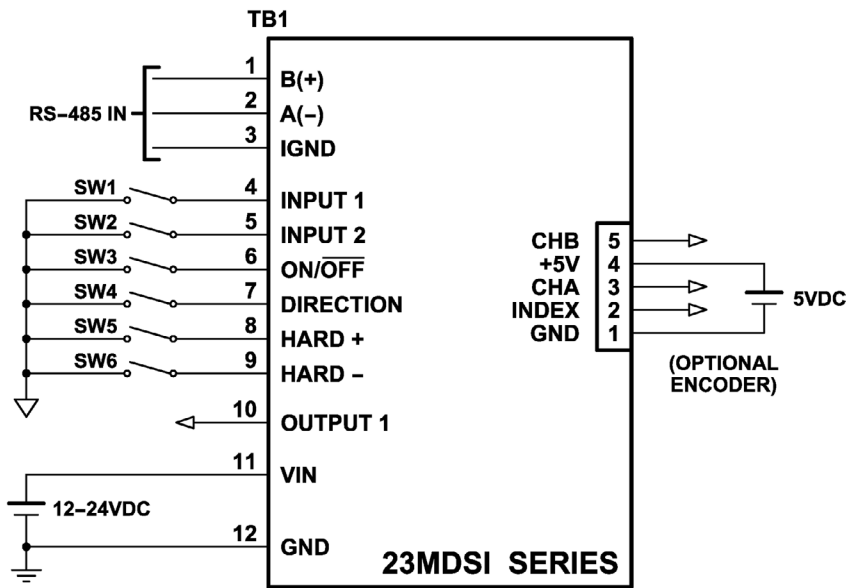 TB1
RS-485 IN
1 B(+)
2 A(-)
3 IGND
SW1 4 INPUT 1
SW2 5 INPUT 2
SW3 6 ON/O̅F̅F̅
SW4 7 DIRECTION
SW5 8 HARD +
SW6 9 HARD -
10 OUTPUT 1
11 VIN
12-24VDC
12 GND
CHB 5
+5V 4
CHA 3
INDEX 2
GND 1
5VDC
(OPTIONAL
ENCODER)
23MDSI SERIES